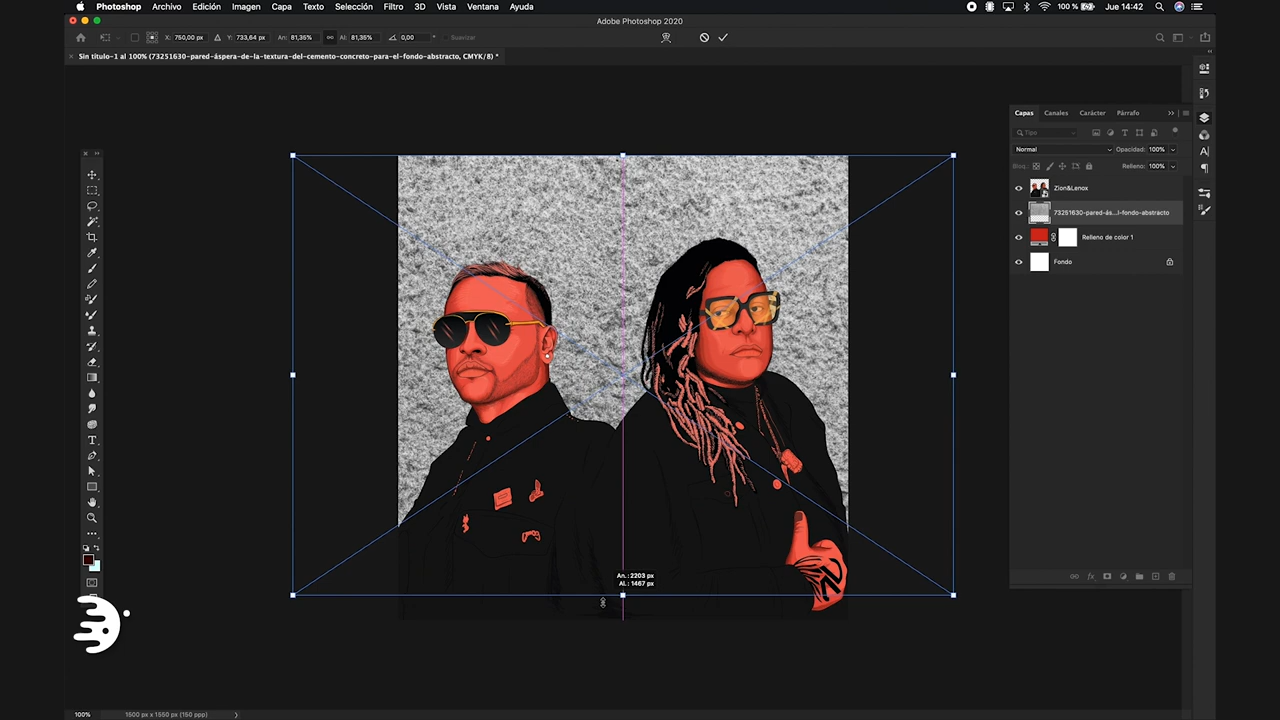 Photoshop Archivo Edición Imagen Capa Texto Selección Filtro 3D Vista Ventana Ayuda 100 % Jue 14:42
Adobe Photoshop 2020
X: 750,00 px Y: 733,64 px An.: 81,35% Al.: 81,35% 0,00 ° Suavizar
Sin título-1 al 100% (73251630-pared-áspera-de-la-textura-del-cemento-concreto-para-el-fondo-abstracto, CMYK/8) *
Capas Canales Carácter Párrafo
Tipo
Normal Opacidad: 100%
Bloq.: Relleno: 100%
Zion&Lenox
73251630-pared-ás...l-fondo-abstracto
Relleno de color 1
Fondo
An.: 2203 px
Al.: 1467 px
100% 1500 px x 1550 px (150 ppp)